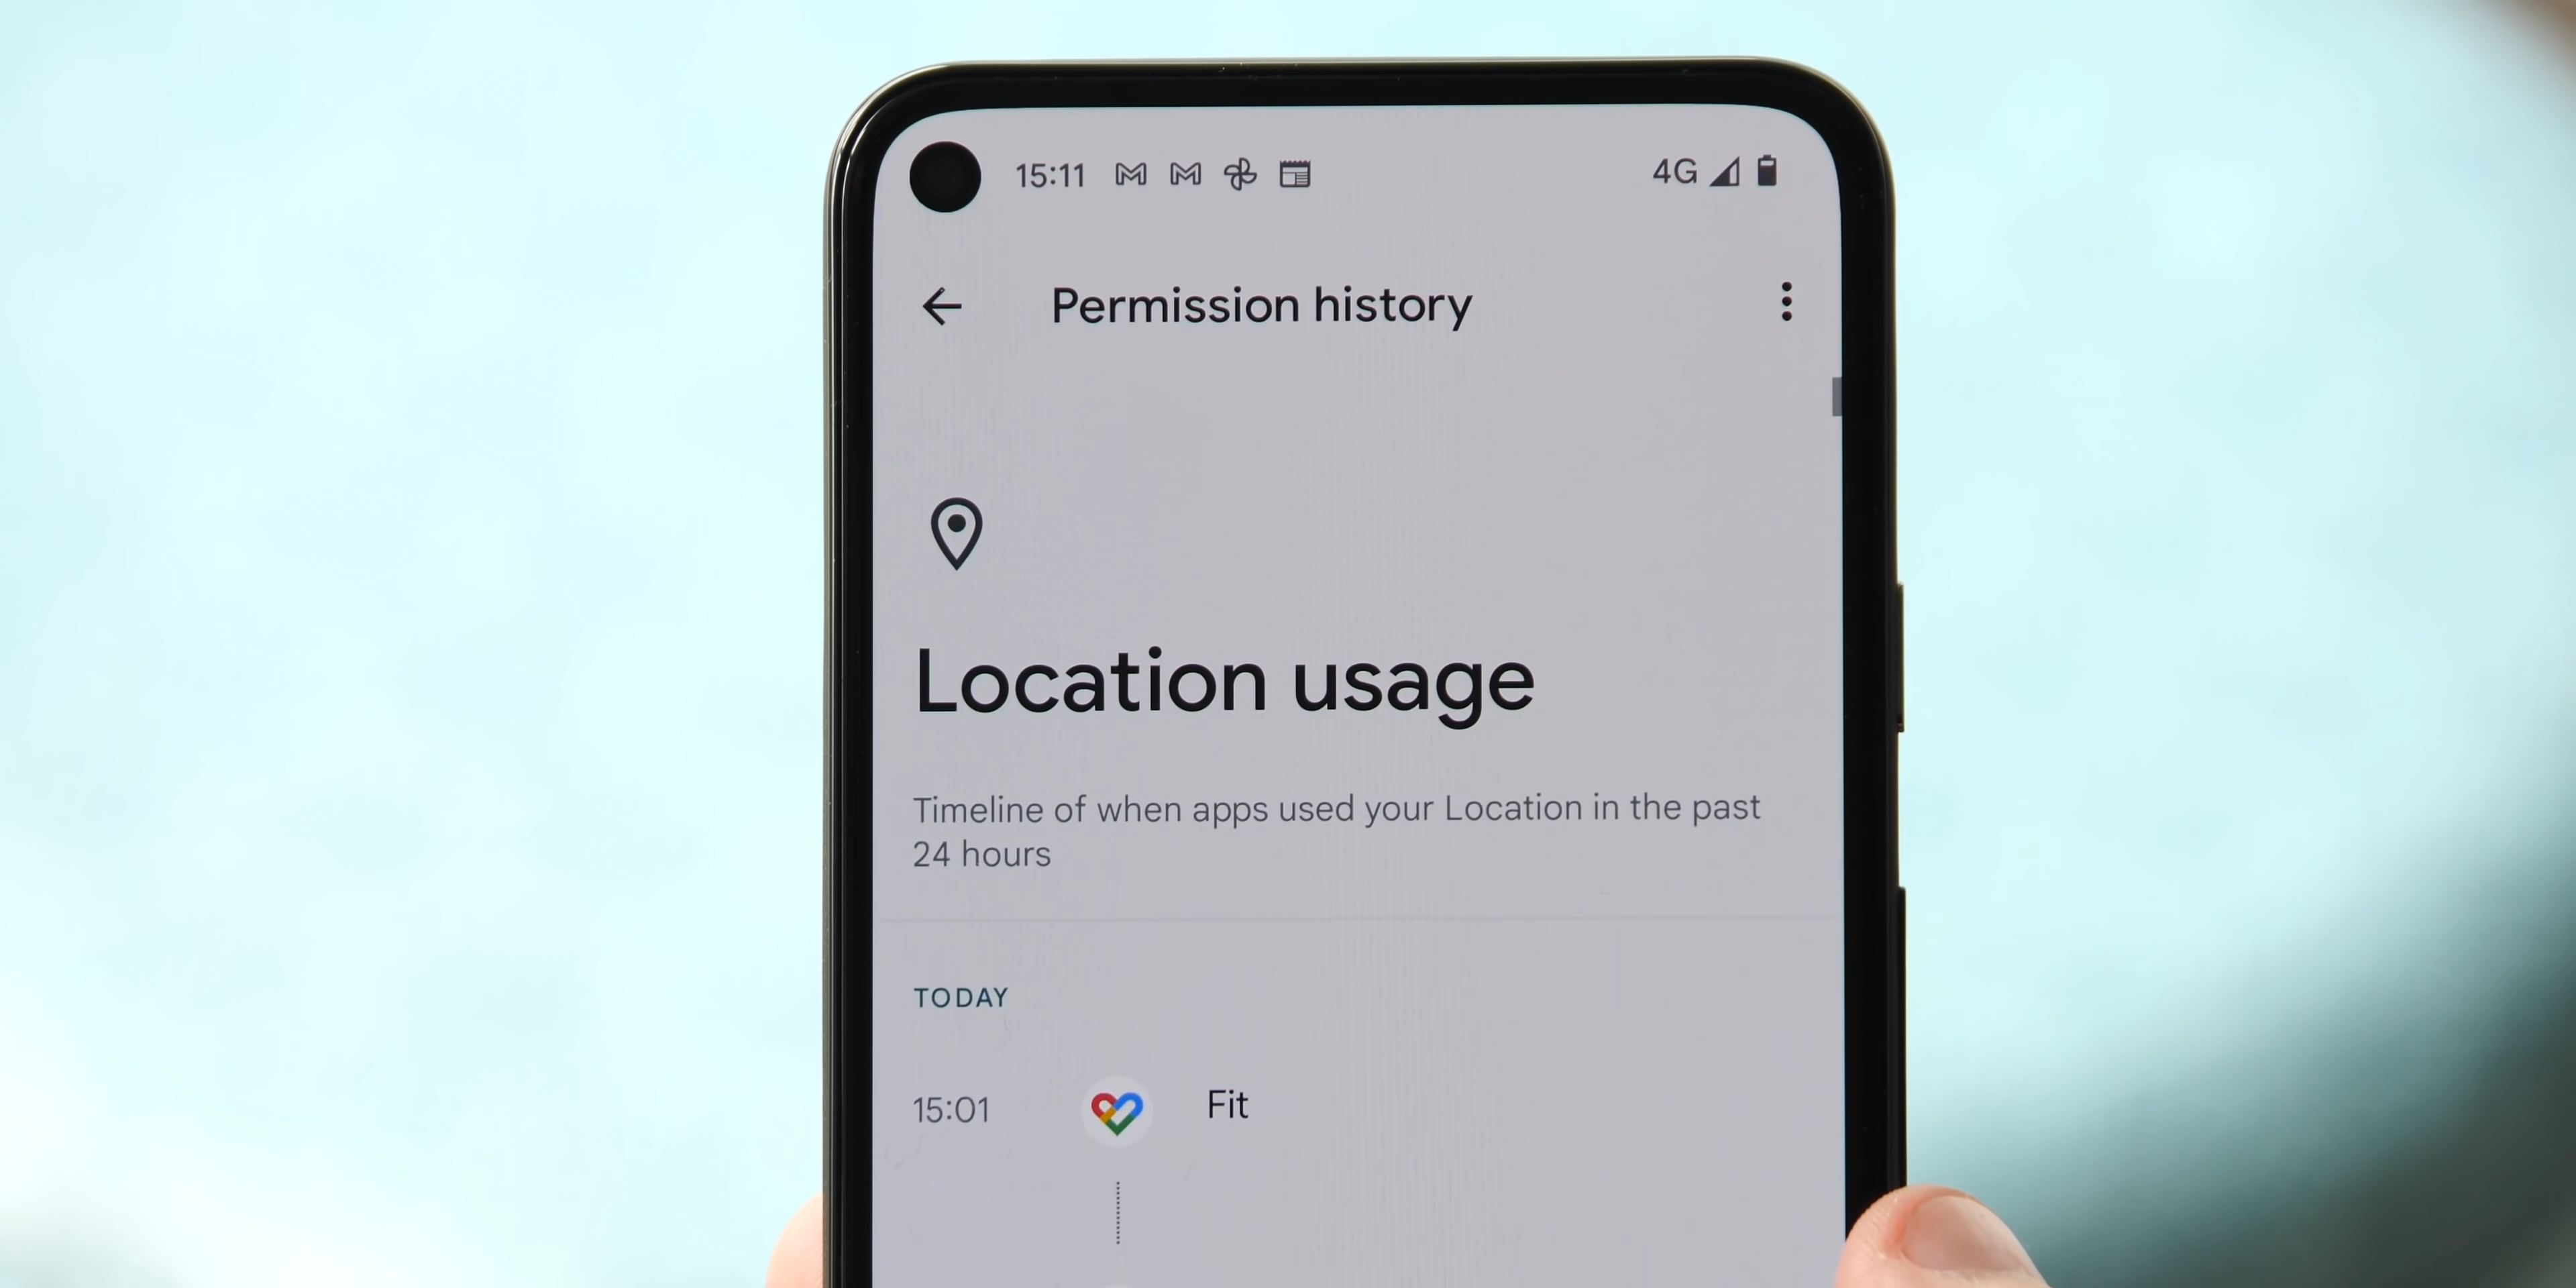 15:11
4G
Permission history
Location usage
Timeline of when apps used your Location in the past
24 hours
TODAY
15:01 Fit